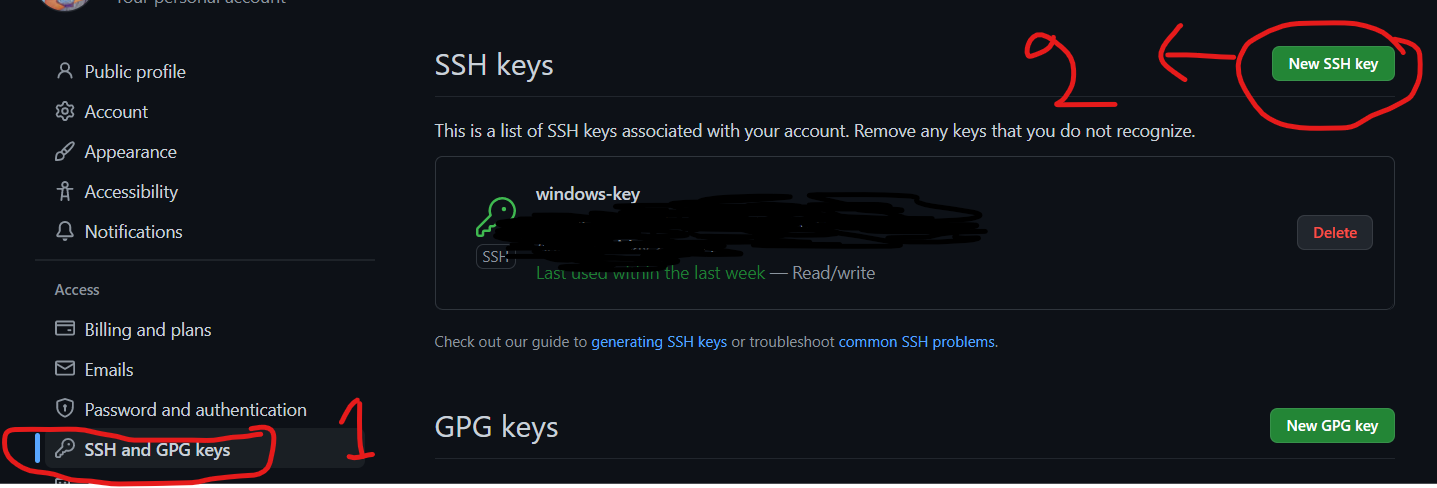 Your personal account
Public profile
Account
Appearance
Accessibility
Notifications
Access
Billing and plans
Emails
Password and authentication
SSH and GPG keys
1
SSH keys
2
New SSH key
This is a list of SSH keys associated with your account. Remove any keys that you do not recognize.
windows-key
SSH
Last used within the last week — Read/write
Delete
Check out our guide to generating SSH keys or troubleshoot common SSH problems.
GPG keys
New GPG key